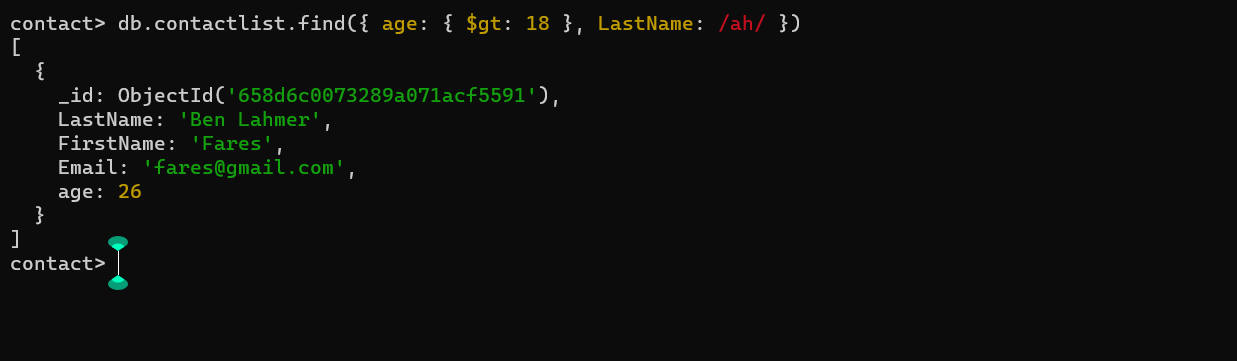 contact> db.contactlist.find({ age: { $gt: 18 }, LastName: /ah/ })
[
  {
    _id: ObjectId('658d6c0073289a071acf5591'),
    LastName: 'Ben Lahmer',
    FirstName: 'Fares',
    Email: 'fares@gmail.com',
    age: 26
  }
]
contact>